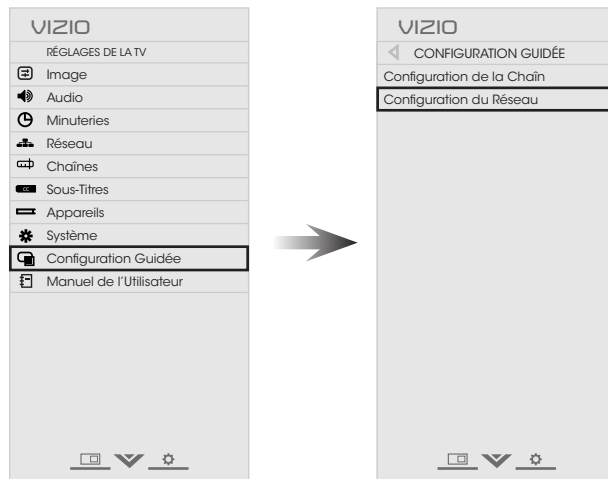 VIZIO
RÉGLAGES DE LA TV
Image
Audio
Minuteries
Réseau
Chaînes
CC
Sous-Titres
Appareils
Système
Configuration Guidée
Manuel de l’Utilisateur
VIZIO
CONFIGURATION GUIDÉE
Configuration de la Chaîn
Configuration du Réseau